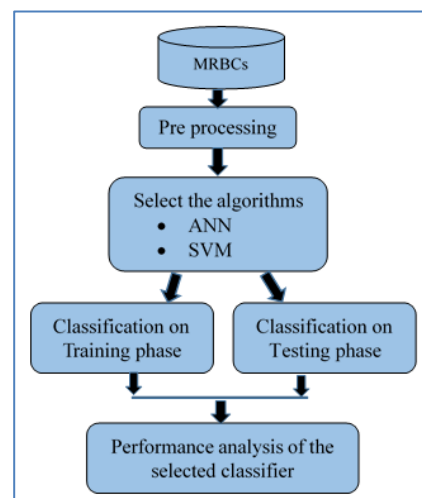 MRBCs
Pre processing
Select the algorithms
• ANN
• SVM
Classification on
Training phase
Classification on
Testing phase
Performance analysis of the
selected classifier